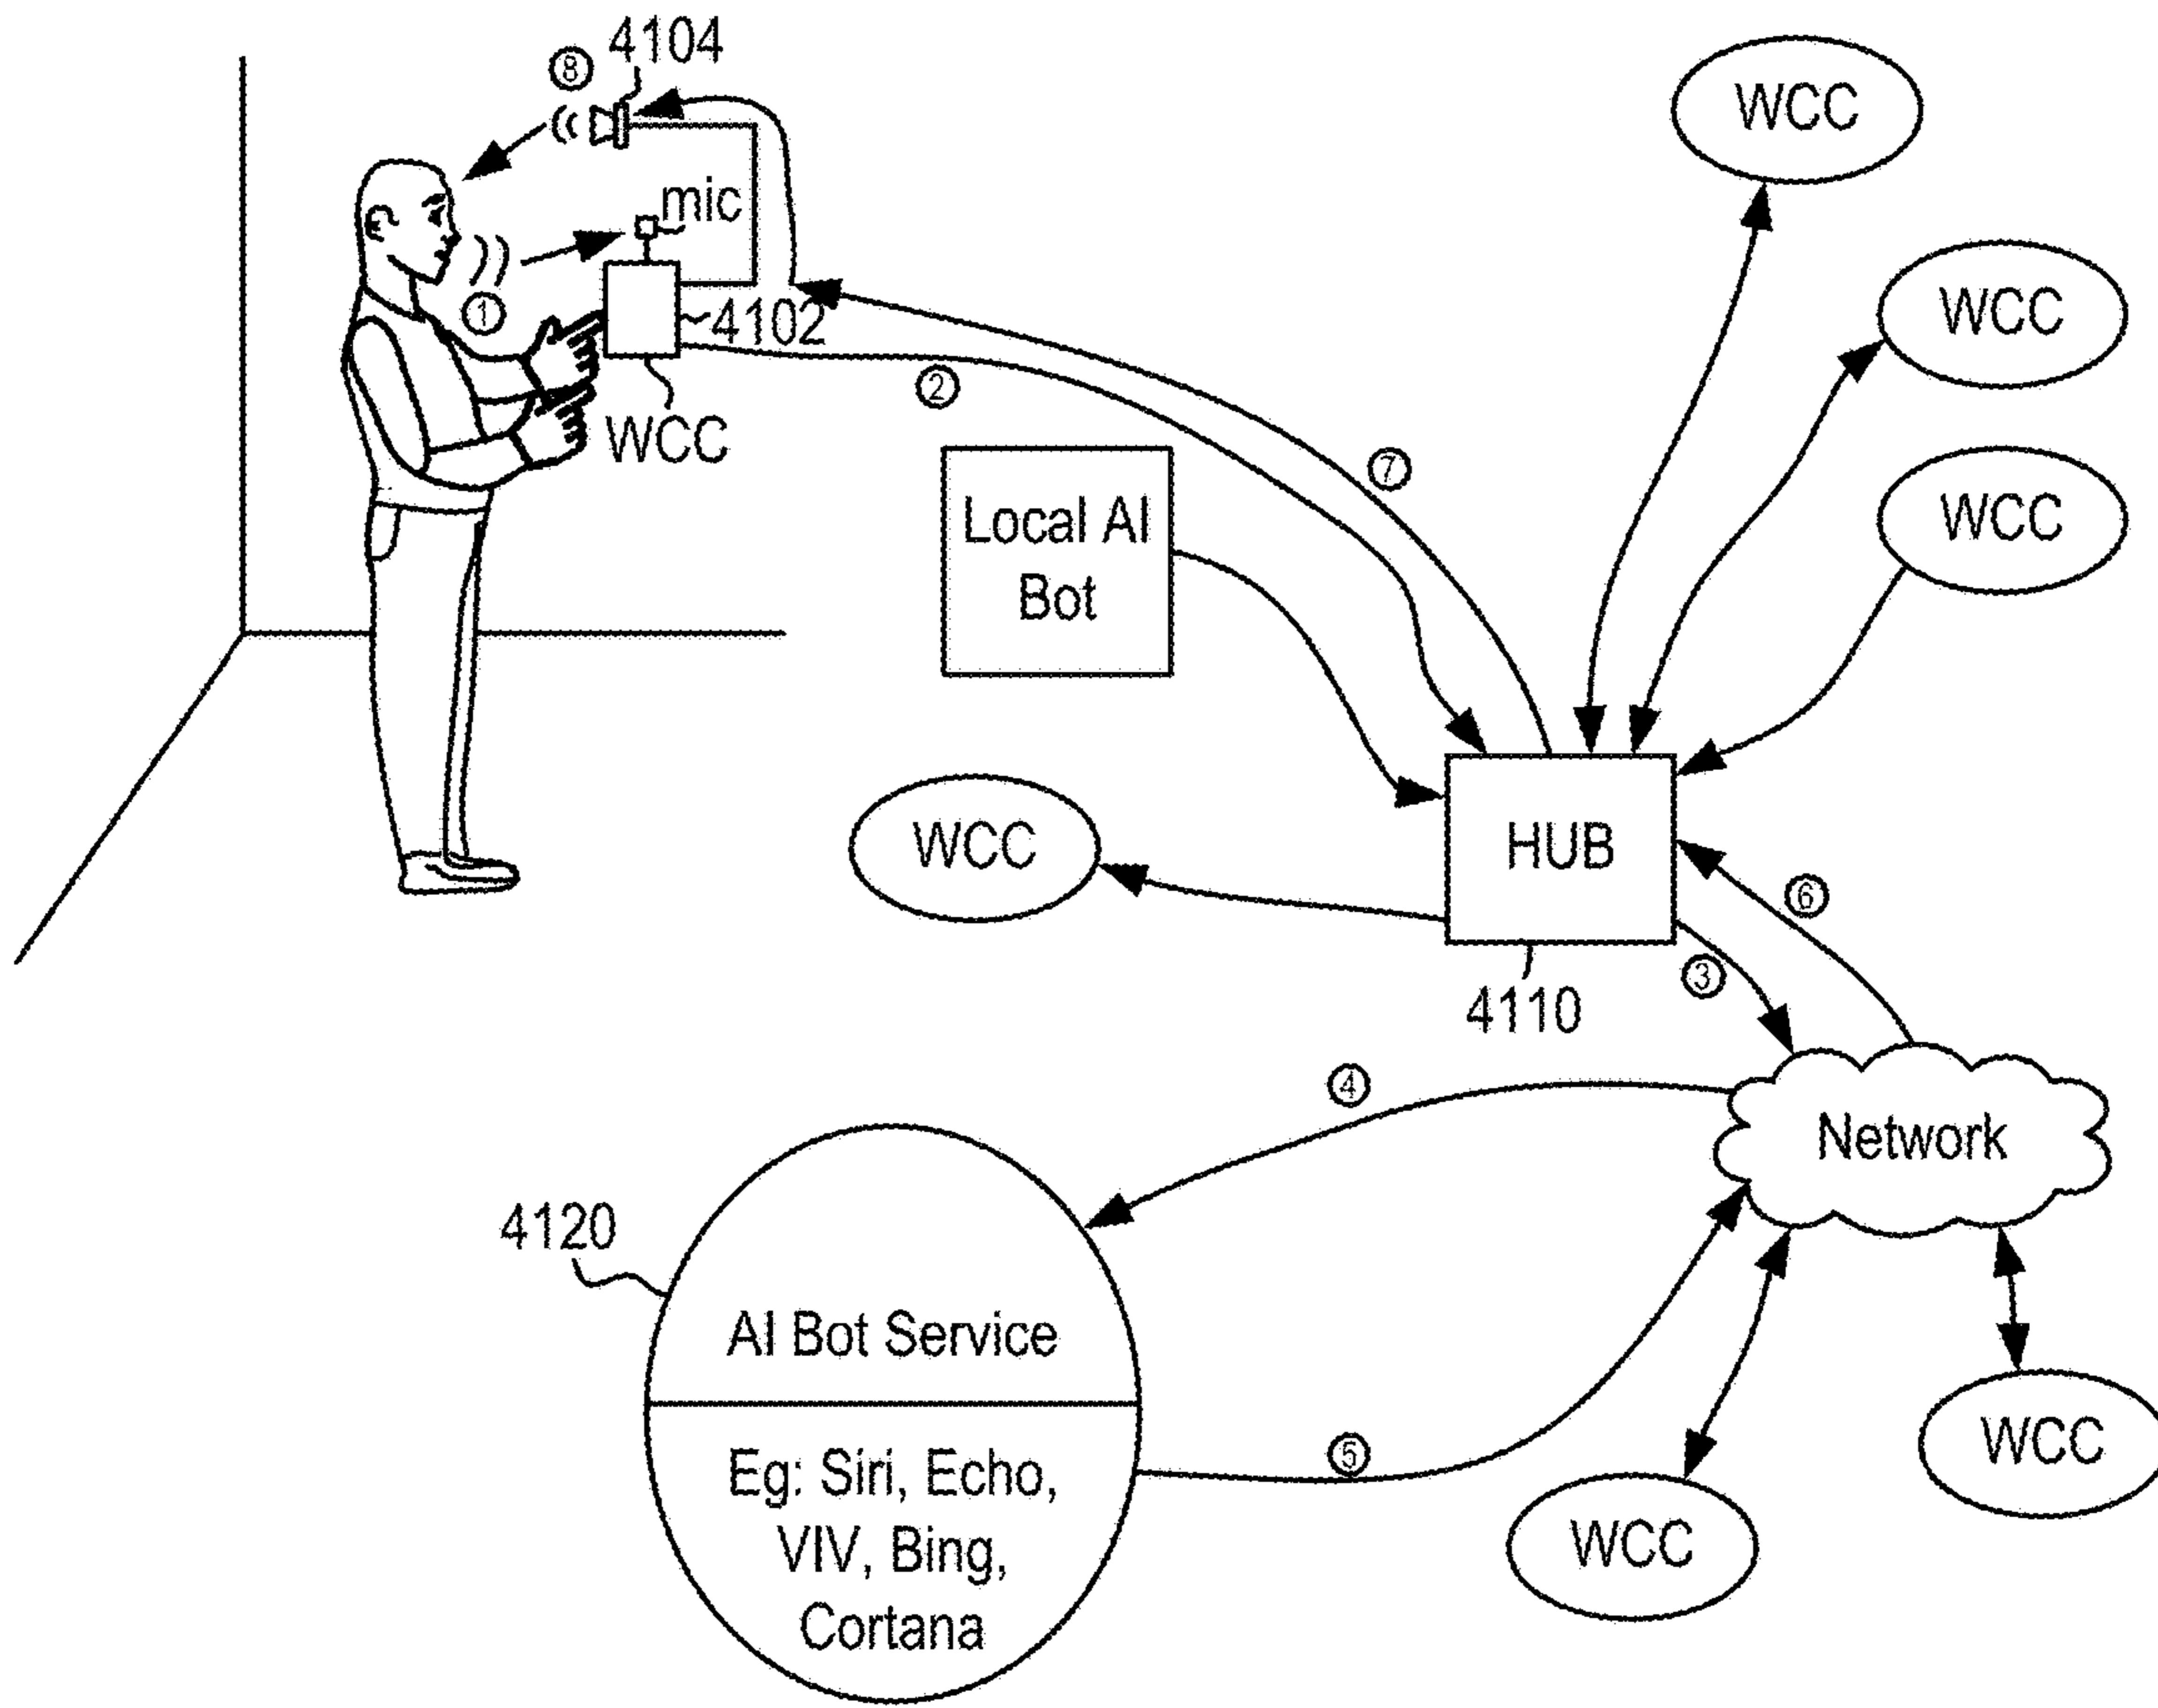 ⑧
4104
WCC
mic
①
4102
WCC
②
WCC
WCC
⑦
Local AI
Bot
WCC
HUB
⑥
③
4110
④
Network
4120
AI Bot Service
⑤
Eg: Siri, Echo,
VIV, Bing,
Cortana
WCC
WCC